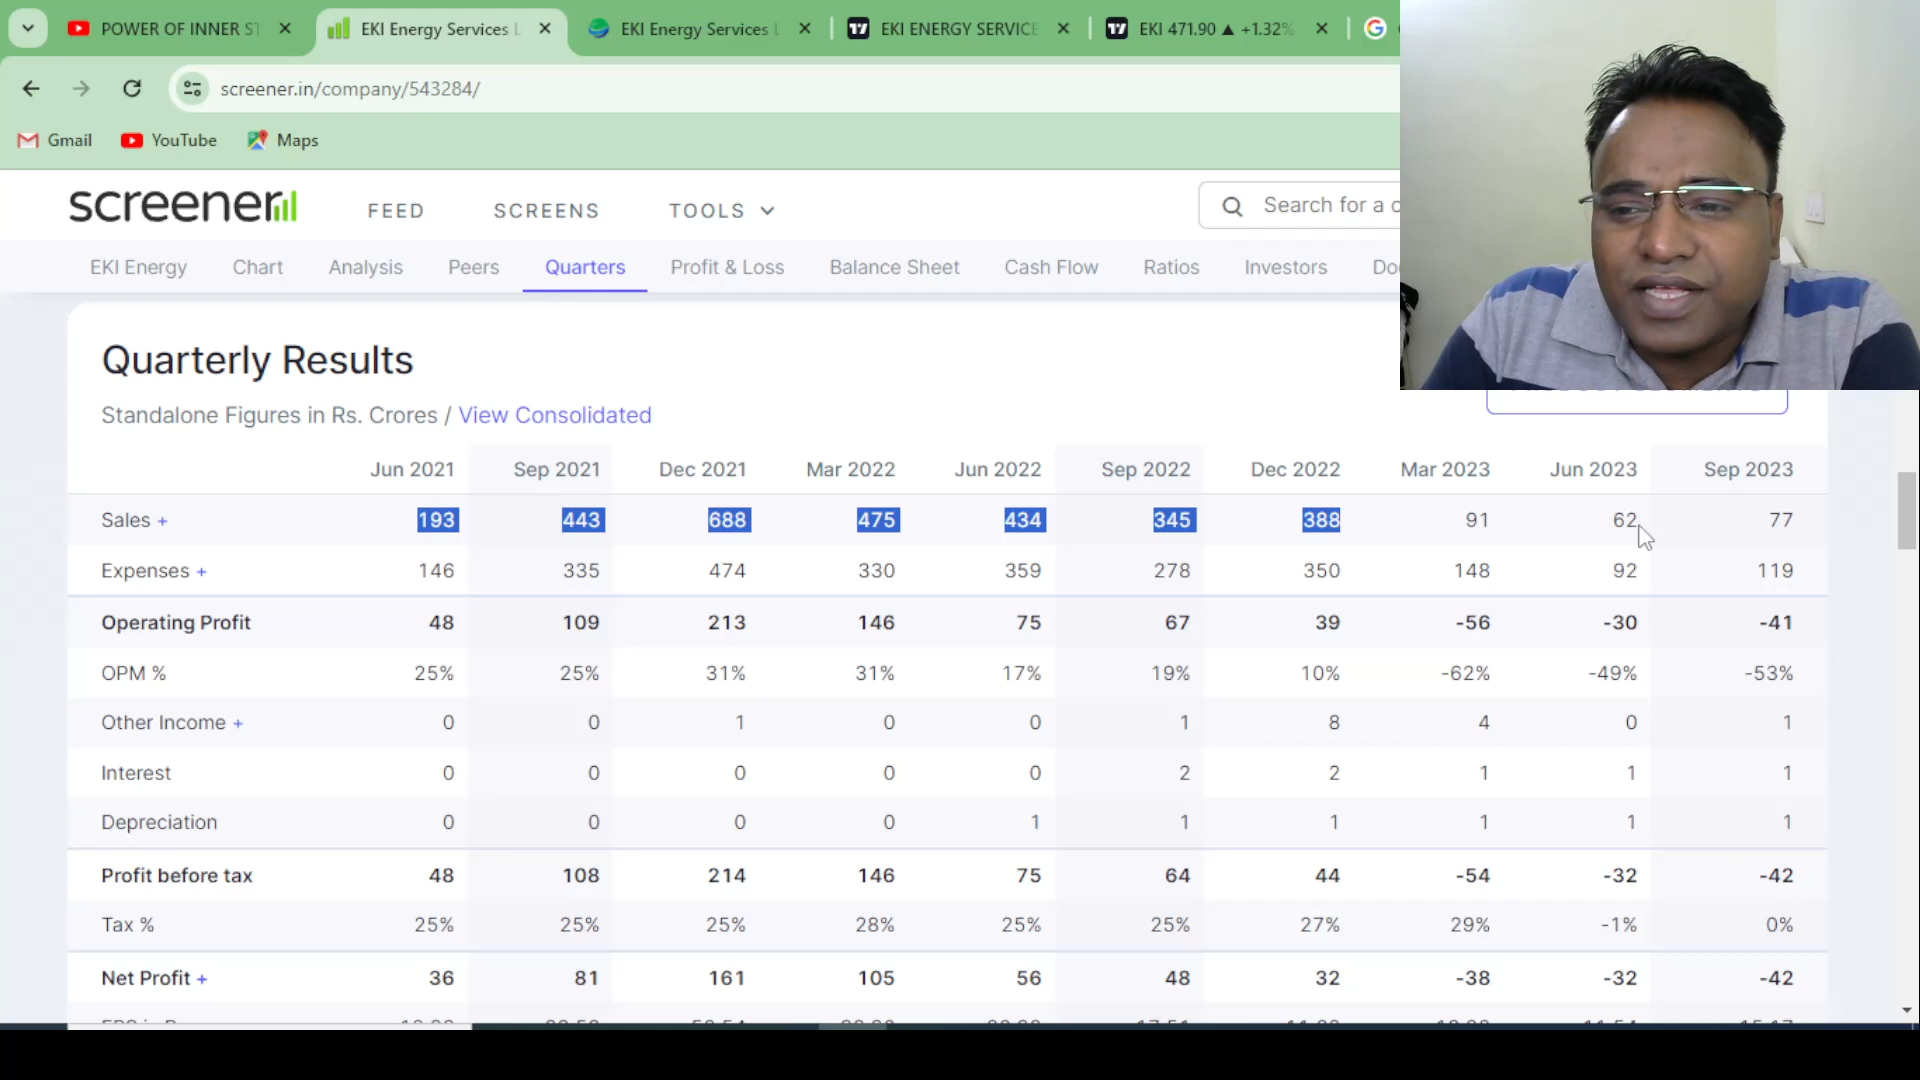 POWER OF INNER ST
EKI Energy Services L
EKI Energy Services L
EKI ENERGY SERVICE
EKI 471.90 ▲ +1.32%
screener.in/company/543284/
Gmail YouTube Maps
screener FEED SCREENS TOOLS Search for a c
EKI Energy Chart Analysis Peers Quarters Profit & Loss Balance Sheet Cash Flow Ratios Investors Do
Quarterly Results
Standalone Figures in Rs. Crores / View Consolidated
Jun 2021 Sep 2021 Dec 2021 Mar 2022 Jun 2022 Sep 2022 Dec 2022 Mar 2023 Jun 2023 Sep 2023
Sales + 193 443 688 475 434 345 388 91 62 77
Expenses + 146 335 474 330 359 278 350 148 92 119
Operating Profit 48 109 213 146 75 67 39 -56 -30 -41
OPM % 25% 25% 31% 31% 17% 19% 10% -62% -49% -53%
Other Income + 0 0 1 0 0 1 8 4 0 1
Interest 0 0 0 0 0 2 2 1 1 1
Depreciation 0 0 0 0 1 1 1 1 1 1
Profit before tax 48 108 214 146 75 64 44 -54 -32 -42
Tax % 25% 25% 25% 28% 25% 25% 27% 29% -1% 0%
Net Profit + 36 81 161 105 56 48 32 -38 -32 -42